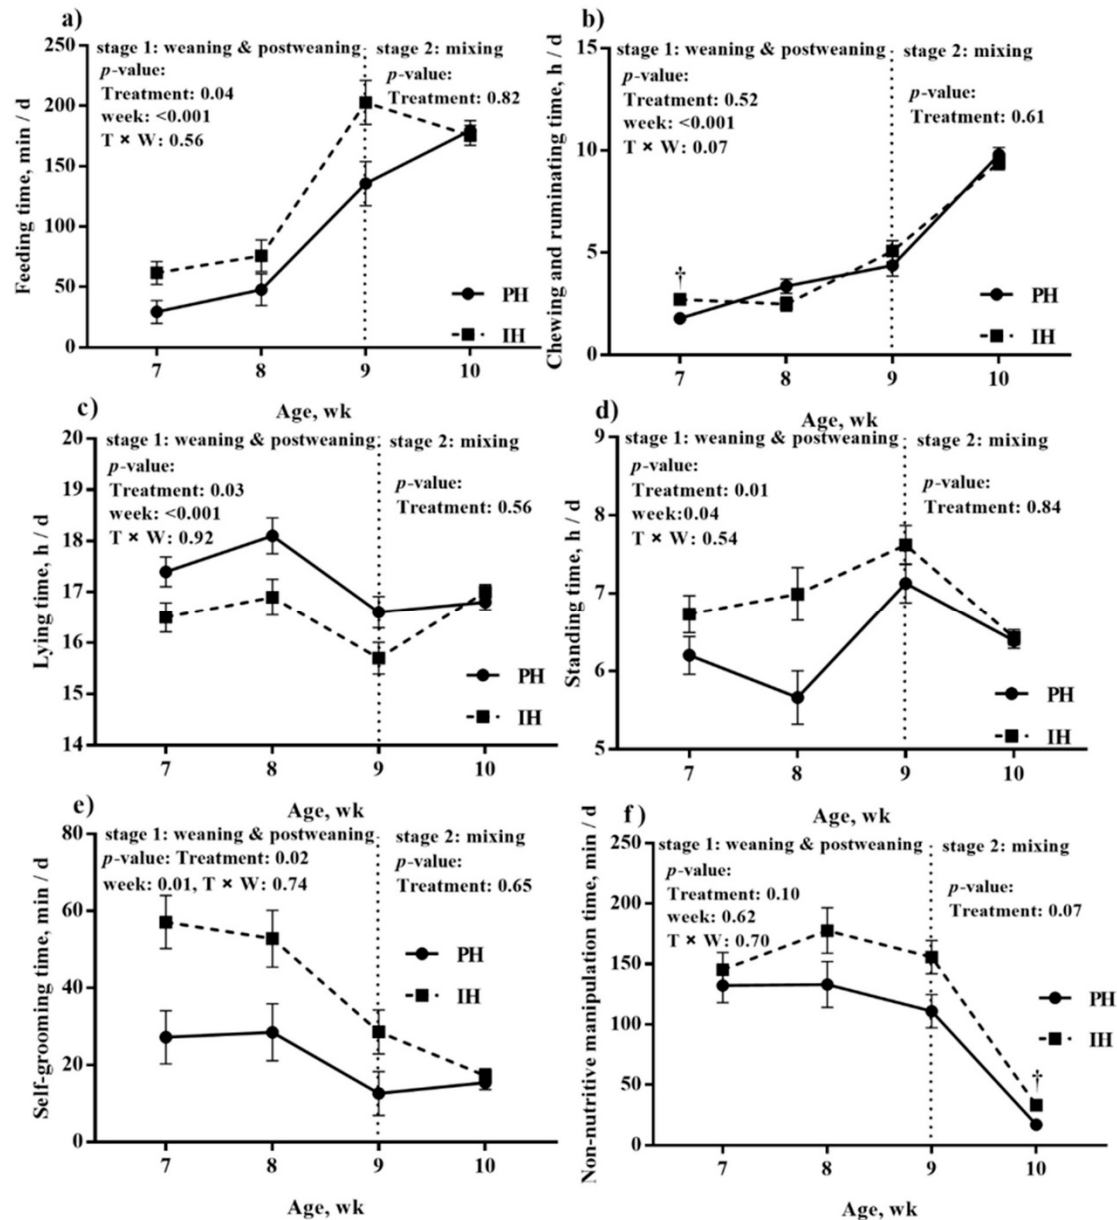 a)
250
200
150
100
50
0
Feeding time, min / d
stage 1: weaning & postweaning
p-value:
Treatment: 0.04
week: <0.001
T × W: 0.56
stage 2: mixing
p-value:
Treatment: 0.82
PH
IH
7 8 9 10
Age, wk
b)
15
10
5
0
Chewing and ruminating time, h / d
stage 1: weaning & postweaning
p-value:
Treatment: 0.52
week: <0.001
T × W: 0.07
stage 2: mixing
p-value:
Treatment: 0.61
†
PH
IH
7 8 9 10
Age, wk
c)
20
19
18
17
16
15
14
Lying time, h / d
stage 1: weaning & postweaning
p-value:
Treatment: 0.03
week: <0.001
T × W: 0.92
stage 2: mixing
p-value:
Treatment: 0.56
PH
IH
7 8 9 10
Age, wk
d)
9
8
7
6
5
Standing time, h / d
stage 1: weaning & postweaning
p-value:
Treatment: 0.01
week:0.04
T × W: 0.54
stage 2: mixing
p-value:
Treatment: 0.84
PH
IH
7 8 9 10
Age, wk
e)
80
60
40
20
0
Self-grooming time, min / d
stage 1: weaning & postweaning
p-value: Treatment: 0.02
week: 0.01, T × W: 0.74
stage 2: mixing
p-value:
Treatment: 0.65
PH
IH
7 8 9 10
Age, wk
f)
250
200
150
100
50
0
Non-nutritive manipulation time, min / d
stage 1: weaning & postweaning
p-value:
Treatment: 0.10
week: 0.62
T × W: 0.70
stage 2: mixing
p-value:
Treatment: 0.07
PH
IH
†
7 8 9 10
Age, wk